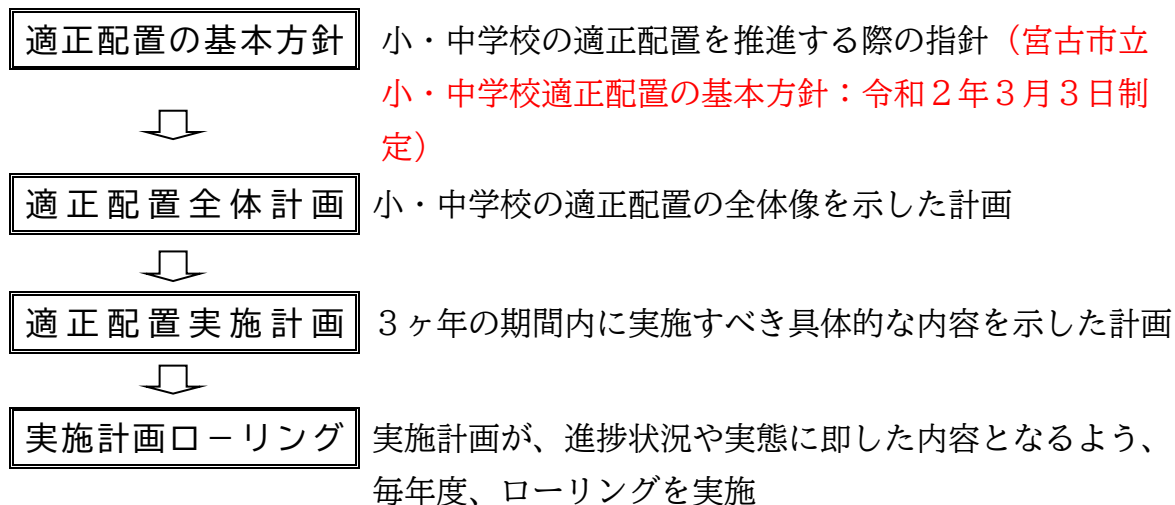 適正配置の基本方針 小・中学校の適正配置を推進する際の指針（宮古市立
小・中学校適正配置の基本方針：令和２年３月３日制
定）
適正配置全体計画 小・中学校の適正配置の全体像を示した計画
適正配置実施計画 ３ヶ年の期間内に実施すべき具体的な内容を示した計画
実施計画ローリング 実施計画が、進捗状況や実態に即した内容となるよう、
毎年度、ローリングを実施